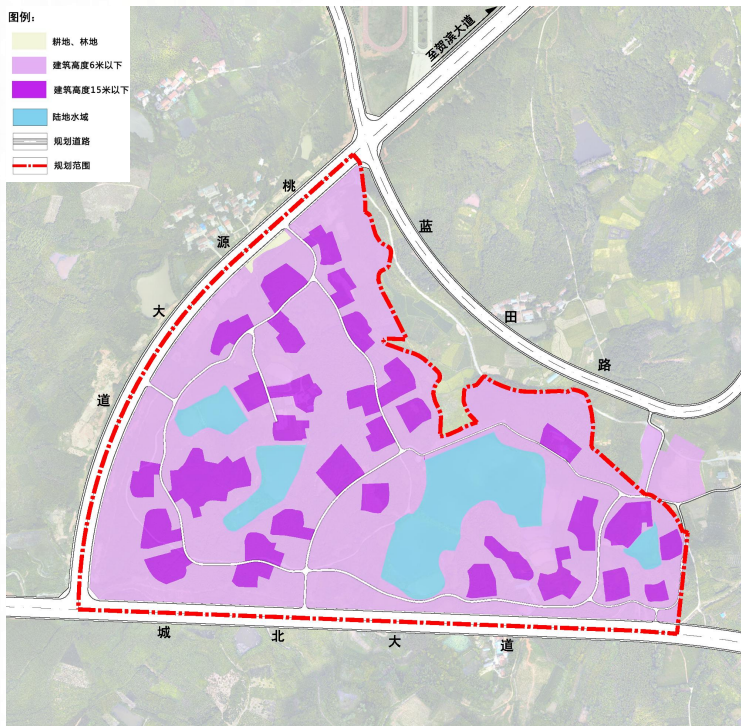 图例：
耕地、林地
建筑高度6米以下
建筑高度15米以下
陆地水域
规划道路
规划范围
至贺滨大道
桃源大道
蓝田路
城北大道